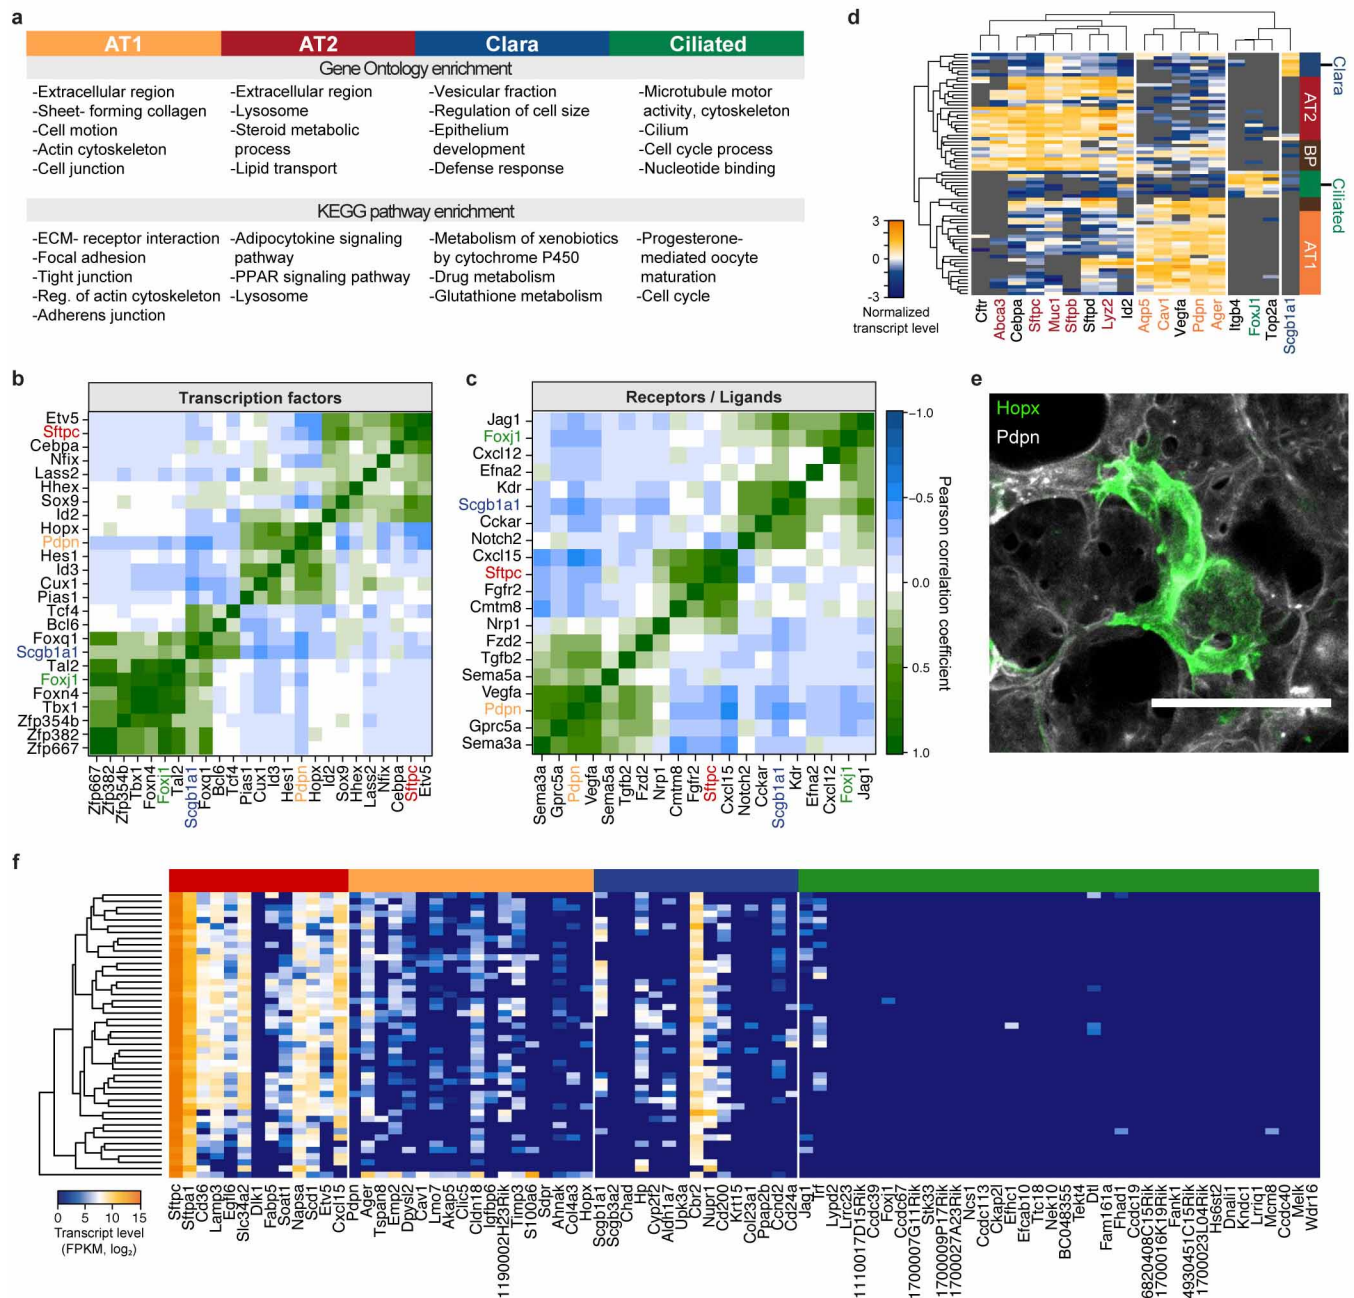 a
AT1 AT2 Clara Ciliated
Gene Ontology enrichment
-Extracellular region
-Sheet- forming collagen
-Cell motion
-Actin cytoskeleton
-Cell junction
-Extracellular region
-Lysosome
-Steroid metabolic
process
-Lipid transport
-Vesicular fraction
-Regulation of cell size
-Epithelium
development
-Defense response
-Microtubule motor
activity, cytoskeleton
-Cilium
-Cell cycle process
-Nucleotide binding
KEGG pathway enrichment
-ECM- receptor interaction
-Focal adhesion
-Tight junction
-Reg. of actin cytoskeleton
-Adherens junction
-Adipocytokine signaling
pathway
-PPAR signaling pathway
-Lysosome
-Metabolism of xenobiotics
by cytochrome P450
-Drug metabolism
-Glutathione metabolism
-Progesterone-
mediated oocyte
maturation
-Cell cycle
d
Clara
AT2
BP
Ciliated
AT1
3
0
-3
Normalized
transcript level
Cftr
Abca3
Cebpa
Sftpc
Muc1
Sftpb
Sftpd
Lyz2
Id2
Aqp5
Cav1
Vegfa
Pdpn
Ager
Itgb4
FoxJ1
Top2a
Scgb1a1
b
Transcription factors
Etv5
Sftpc
Cebpa
Nfix
Lass2
Hhex
Sox9
Id2
Hopx
Pdpn
Hes1
Id3
Cux1
Pias1
Tcf4
Bcl6
Foxq1
Scgb1a1
Tal2
Foxj1
Foxn4
Tbx1
Zfp354b
Zfp382
Zfp667
Zfp667
Zfp382
Zfp354b
Tbx1
Foxn4
Foxj1
Tal2
Scgb1a1
Foxq1
Bcl6
Tcf4
Pias1
Cux1
Id3
Hes1
Pdpn
Hopx
Id2
Sox9
Hhex
Lass2
Nfix
Cebpa
Sftpc
Etv5
c
Receptors / Ligands
Jag1
Foxj1
Cxcl12
Efna2
Kdr
Scgb1a1
Cckar
Notch2
Cxcl15
Sftpc
Fgfr2
Cmtm8
Nrp1
Fzd2
Tgfb2
Sema5a
Vegfa
Pdpn
Gprc5a
Sema3a
Sema3a
Gprc5a
Pdpn
Vegfa
Sema5a
Tgfb2
Fzd2
Nrp1
Cmtm8
Fgfr2
Sftpc
Cxcl15
Notch2
Cckar
Scgb1a1
Kdr
Efna2
Cxcl12
Foxj1
Jag1
-1.0
-0.5
0.0
0.5
1.0
Pearson correlation coefficient
e
Hopx
Pdpn
f
0 5 10 15
Transcript level
(FPKM, log₂)
Sftpc
Sftpa1
Cd36
Lamp3
Egfl6
Slc34a2
Dlk1
Fabp5
Soat1
Napsa
Scd1
Etv5
Cxcl15
Pdpn
Ager
Tspan8
Emp2
Dpysl2
Cav1
Lmo7
Akap5
Clic5
Cldn18
Igfbp6
1190002H23Rik
Timp3
S100a6
Sdpr
Ahnak
Col4a3
Hopx
Scgb1a1
Scgb3a2
Chad
Hp
Cyp2f2
Aldh1a7
Upk3a
Cbr2
Nupr1
Cd200
Krt15
Col23a1
Ppap2b
Ccnd2
Cd24a
Jag1
Trf
Lypd2
Lrrc23
1110017D15Rik
Ccdc39
Foxj1
Ccdc67
1700007G11Rik
Stk33
1700009P17Rik
1700027A23Rik
Ncs1
Ccdc113
Ckap2l
Efhc1
Efcab10
Ttc18
Nek10
BC048355
Tekt4
Dtl
Fam161a
Fhad1
Ccdc19
6820408C15Rik
1700016K19Rik
Fank1
4930451C15Rik
1700023L04Rik
Hs6st2
Dnali1
Kndc1
Lrriq1
Mcm8
Ccdc40
Melk
Wdr16